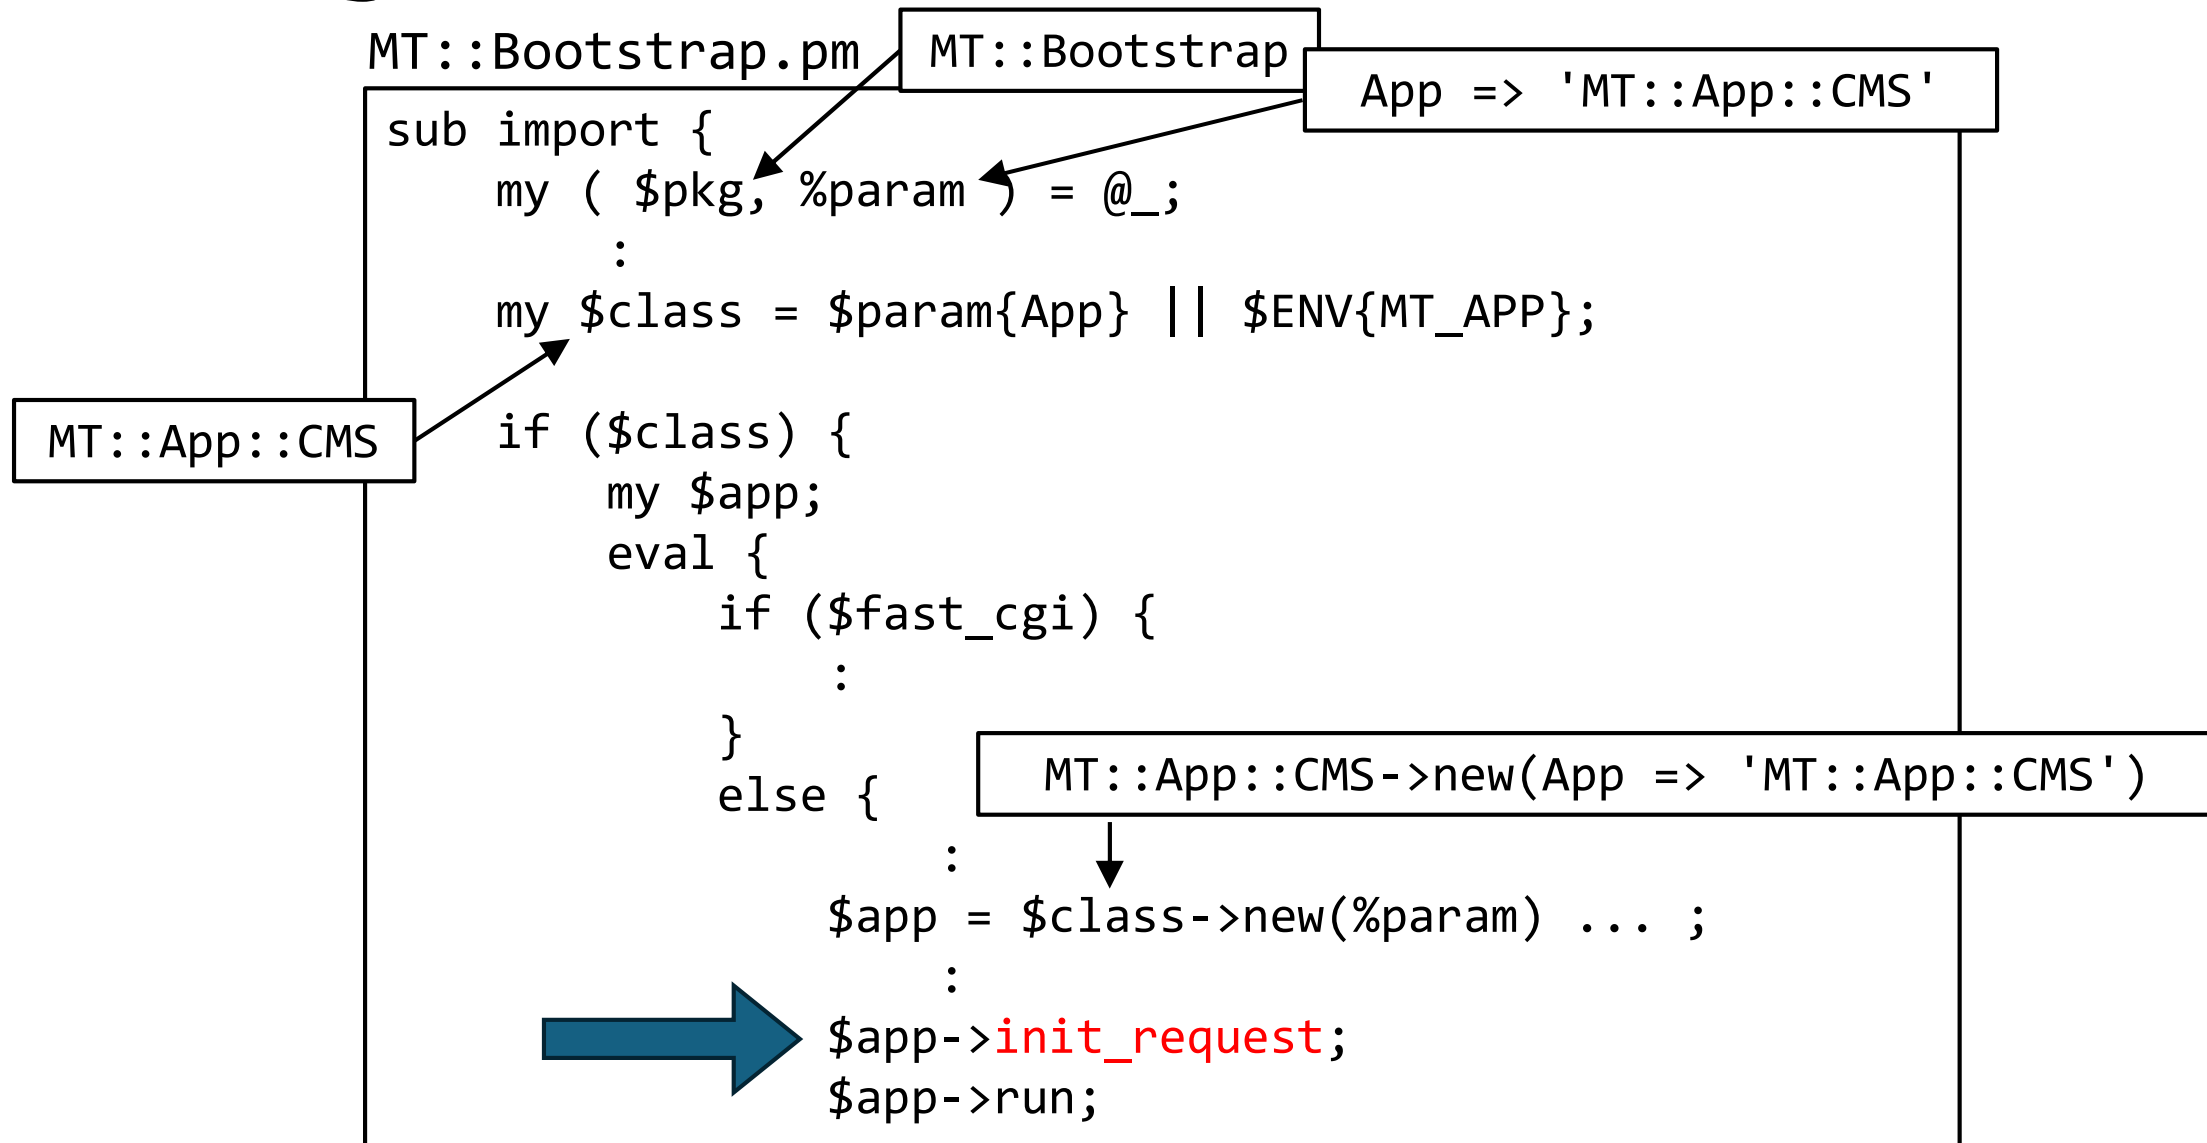 MT::Bootstrap.pm
MT::Bootstrap
App => 'MT::App::CMS'
sub import {
my ( $pkg, %param ) = @_;
:
my $class = $param{App} || $ENV{MT_APP};
MT::App::CMS
if ($class) {
my $app;
eval {
if ($fast_cgi) {
:
}
MT::App::CMS->new(App => 'MT::App::CMS')
else {
:
$app = $class->new(%param) ... ;
:
$app->init_request;
$app->run;